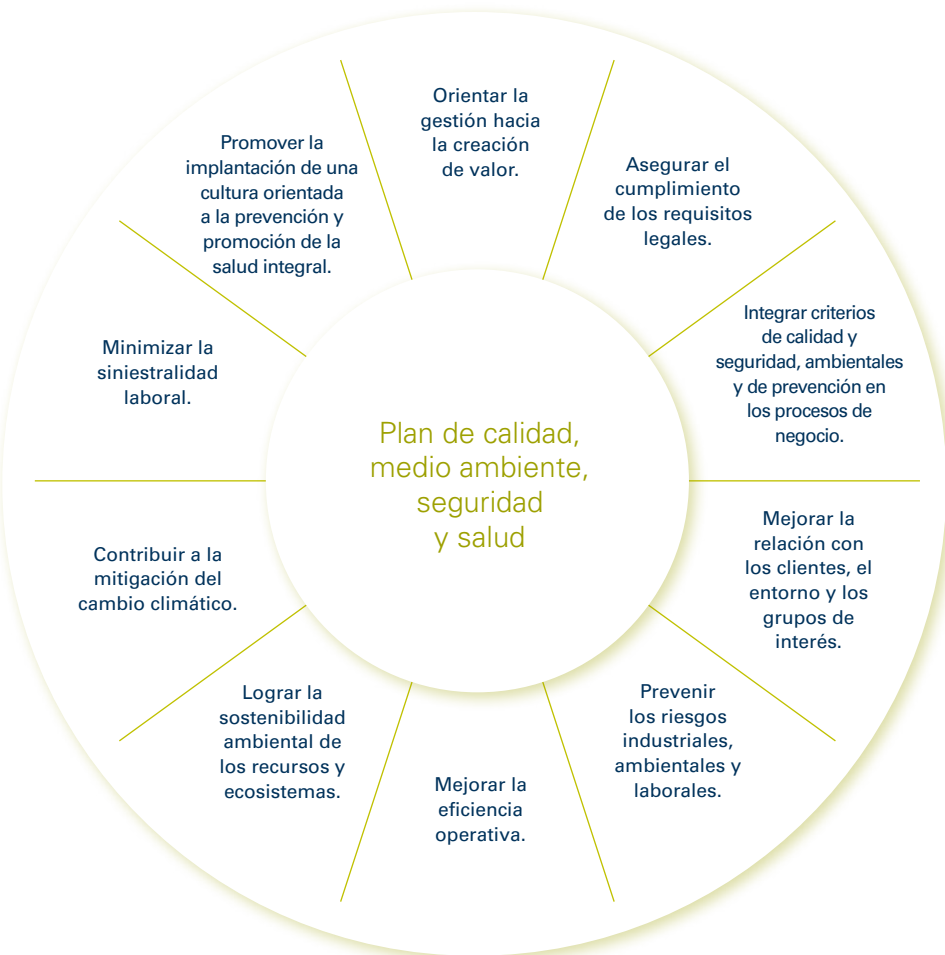 Plan de calidad,
medio ambiente,
seguridad
y salud
Orientar la
gestión hacia
la creación
de valor.
Asegurar el
cumplimiento
de los requisitos
legales.
Integrar criterios
de calidad y
seguridad, ambientales
y de prevención en
los procesos de
negocio.
Mejorar la
relación con
los clientes, el
entorno y los
grupos de
interés.
Prevenir
los riesgos
industriales,
ambientales y
laborales.
Mejorar la
eficiencia
operativa.
Lograr la
sostenibilidad
ambiental de
los recursos y
ecosistemas.
Contribuir a la
mitigación del
cambio climático.
Minimizar la
siniestralidad
laboral.
Promover la
implantación de una
cultura orientada
a la prevención y
promoción de la
salud integral.